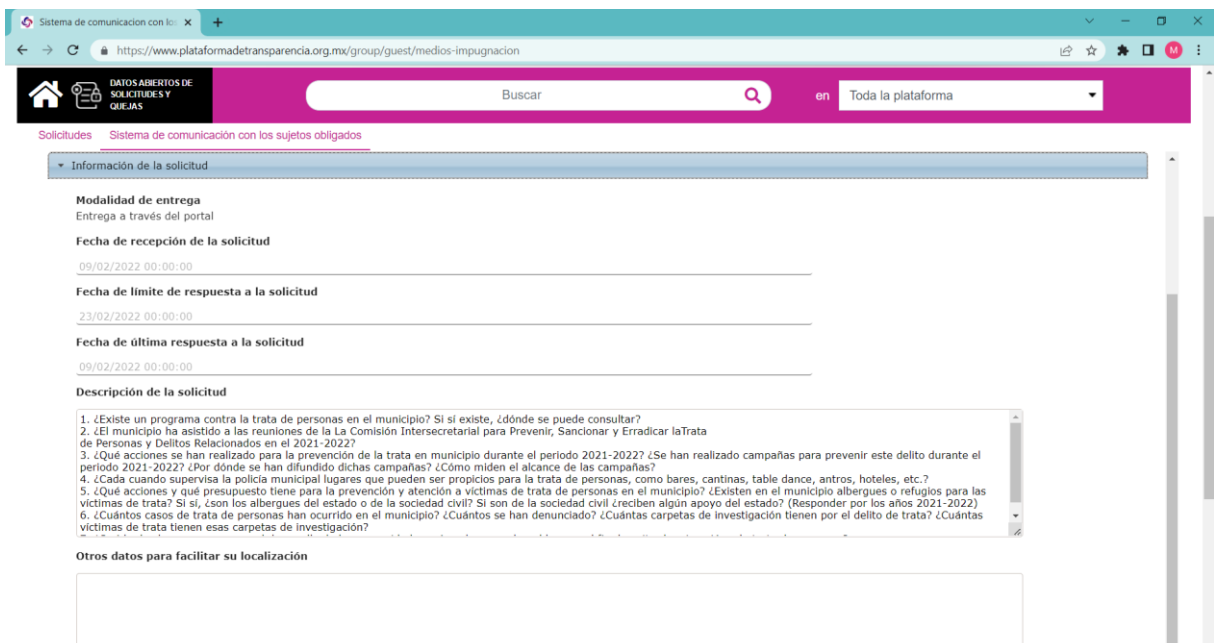 Sistema de comunicacion con los
https://www.plataformadetransparencia.org.mx/group/guest/medios-impugnacion
M
DATOS ABIERTOS DE
SOLICITUDES Y
QUEJAS
Buscar
en
Toda la plataforma
Solicitudes
Sistema de comunicación con los sujetos obligados
Información de la solicitud
Modalidad de entrega
Entrega a través del portal
Fecha de recepción de la solicitud
09/02/2022 00:00:00
Fecha de límite de respuesta a la solicitud
23/02/2022 00:00:00
Fecha de última respuesta a la solicitud
09/02/2022 00:00:00
Descripción de la solicitud
1. ¿Existe un programa contra la trata de personas en el municipio? Si sí existe, ¿dónde se puede consultar?
2. ¿El municipio ha asistido a las reuniones de la La Comisión Intersecretarial para Prevenir, Sancionar y Erradicar laTrata
de Personas y Delitos Relacionados en el 2021-2022?
3. ¿Qué acciones se han realizado para la prevención de la trata en municipio durante el periodo 2021-2022? ¿Se han realizado campañas para prevenir este delito durante el
periodo 2021-2022? ¿Por dónde se han difundido dichas campañas? ¿Cómo miden el alcance de las campañas?
4. ¿Cada cuando supervisa la policía municipal lugares que pueden ser propicios para la trata de personas, como bares, cantinas, table dance, antros, hoteles, etc.?
5. ¿Qué acciones y qué presupuesto tiene para la prevención y atención a víctimas de trata de personas en el municipio? ¿Existen en el municipio albergues o refugios para las
víctimas de trata? Si sí, ¿son los albergues del estado o de la sociedad civil? Si son de la sociedad civil ¿reciben algún apoyo del estado? (Responder por los años 2021-2022)
6. ¿Cuántos casos de trata de personas han ocurrido en el municipio? ¿Cuántos se han denunciado? ¿Cuántas carpetas de investigación tienen por el delito de trata? ¿Cuántas
víctimas de trata tienen esas carpetas de investigación?
Otros datos para facilitar su localización